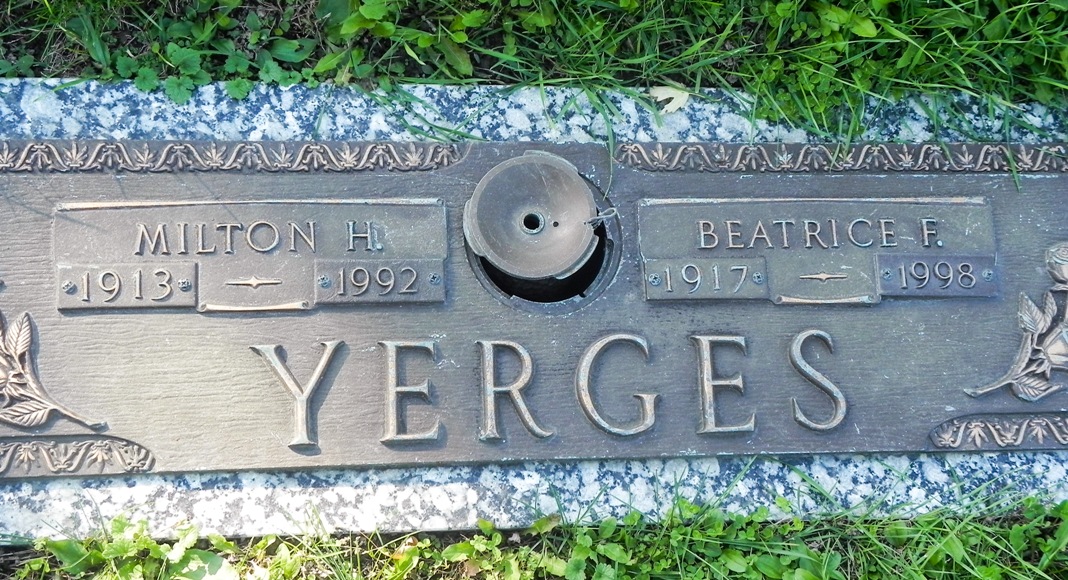 MILTON H.
1913 1992
BEATRICE F.
1917 1998
YERGES